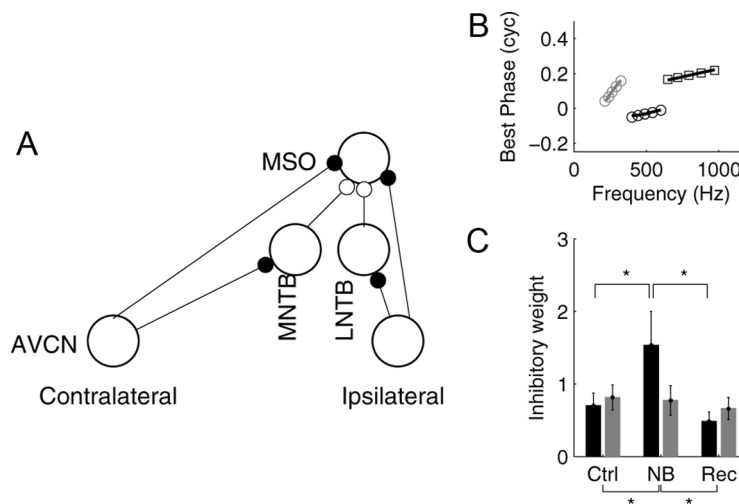 A
MSO
MNTB
LNTB
AVCN
Contralateral
Ipsilateral
B
Best Phase (cyc)
0.4
0.2
0
−0.2
0
500
1000
Frequency (Hz)
C
Inhibitory weight
3
2
1
0
*
*
Ctrl
NB
Rec
*
*